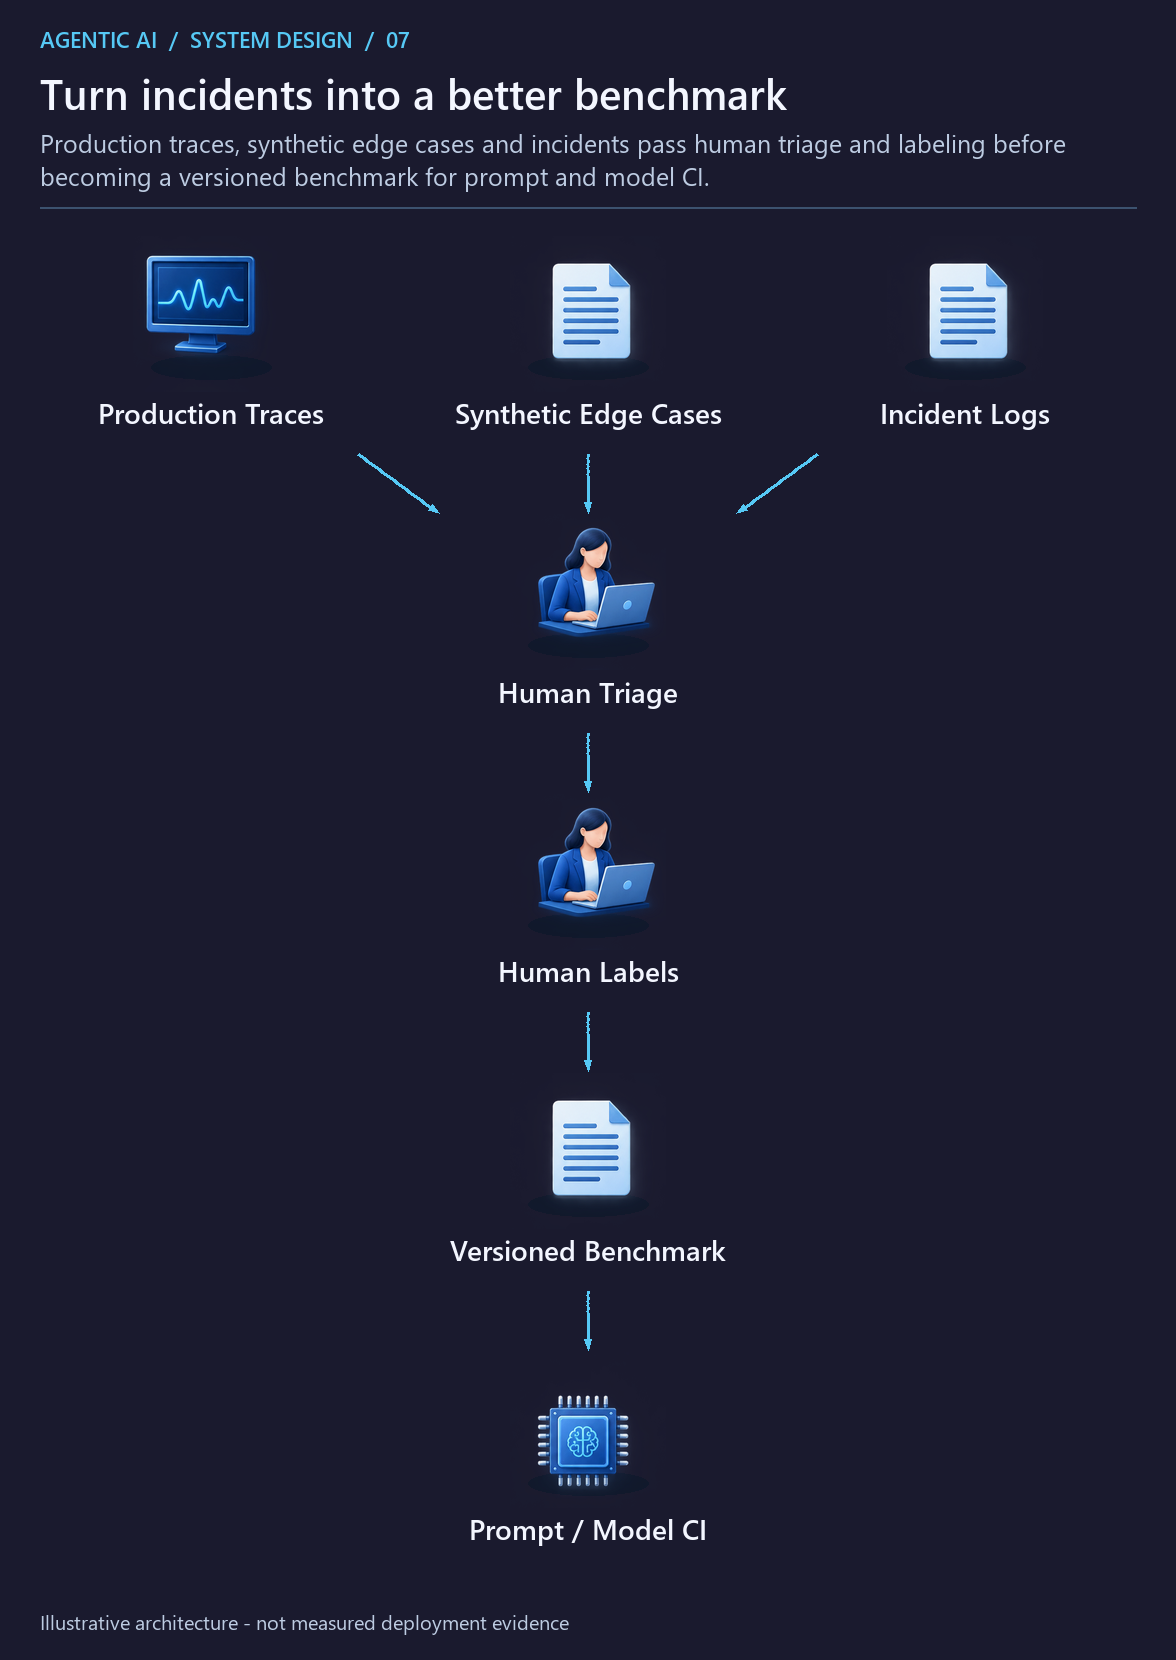 AGENTIC AI / SYSTEM DESIGN / 07
Turn incidents into a better benchmark
Production traces, synthetic edge cases and incidents pass human triage and labeling before
becoming a versioned benchmark for prompt and model CI.
Production Traces
Synthetic Edge Cases
Incident Logs
Human Triage
Human Labels
Versioned Benchmark
Prompt / Model CI
Illustrative architecture - not measured deployment evidence